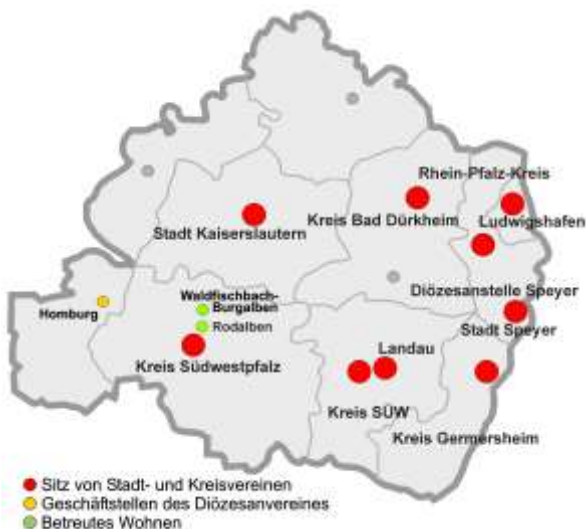 Rhein-Pfalz-Kreis
Kreis Bad Dürkheim
Ludwigshafen
Stadt Kaiserslautern
Diözesanstelle Speyer
Waldfischbach-
Burgalben
Homburg
Stadt Speyer
Rodalben
Landau
Kreis Südwestpfalz
Kreis SÜW
Kreis Germersheim
Sitz von Stadt- und Kreisvereinen
Geschäftstellen des Diözesanvereines
Betreutes Wohnen